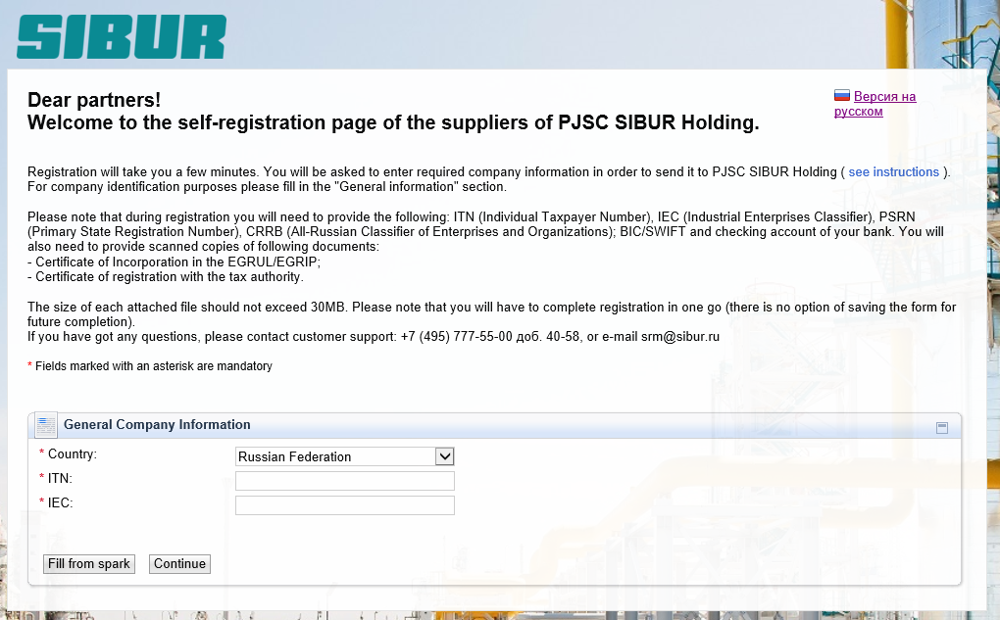 SIBUR
Dear partners!
Welcome to the self-registration page of the suppliers of PJSC SIBUR Holding.
Версия на
русском
Registration will take you a few minutes. You will be asked to enter required company information in order to send it to PJSC SIBUR Holding ( see instructions ).
For company identification purposes please fill in the "General information" section.
Please note that during registration you will need to provide the following: ITN (Individual Taxpayer Number), IEC (Industrial Enterprises Classifier), PSRN
(Primary State Registration Number), CRRB (All-Russian Classifier of Enterprises and Organizations); BIC/SWIFT and checking account of your bank. You will
also need to provide scanned copies of following documents:
- Certificate of Incorporation in the EGRUL/EGRIP;
- Certificate of registration with the tax authority.
The size of each attached file should not exceed 30MB. Please note that you will have to complete registration in one go (there is no option of saving the form for
future completion).
If you have got any questions, please contact customer support: +7 (495) 777-55-00 доб. 40-58, or e-mail srm@sibur.ru
* Fields marked with an asterisk are mandatory
General Company Information
* Country:
Russian Federation
* ITN:
* IEC:
Fill from spark
Continue